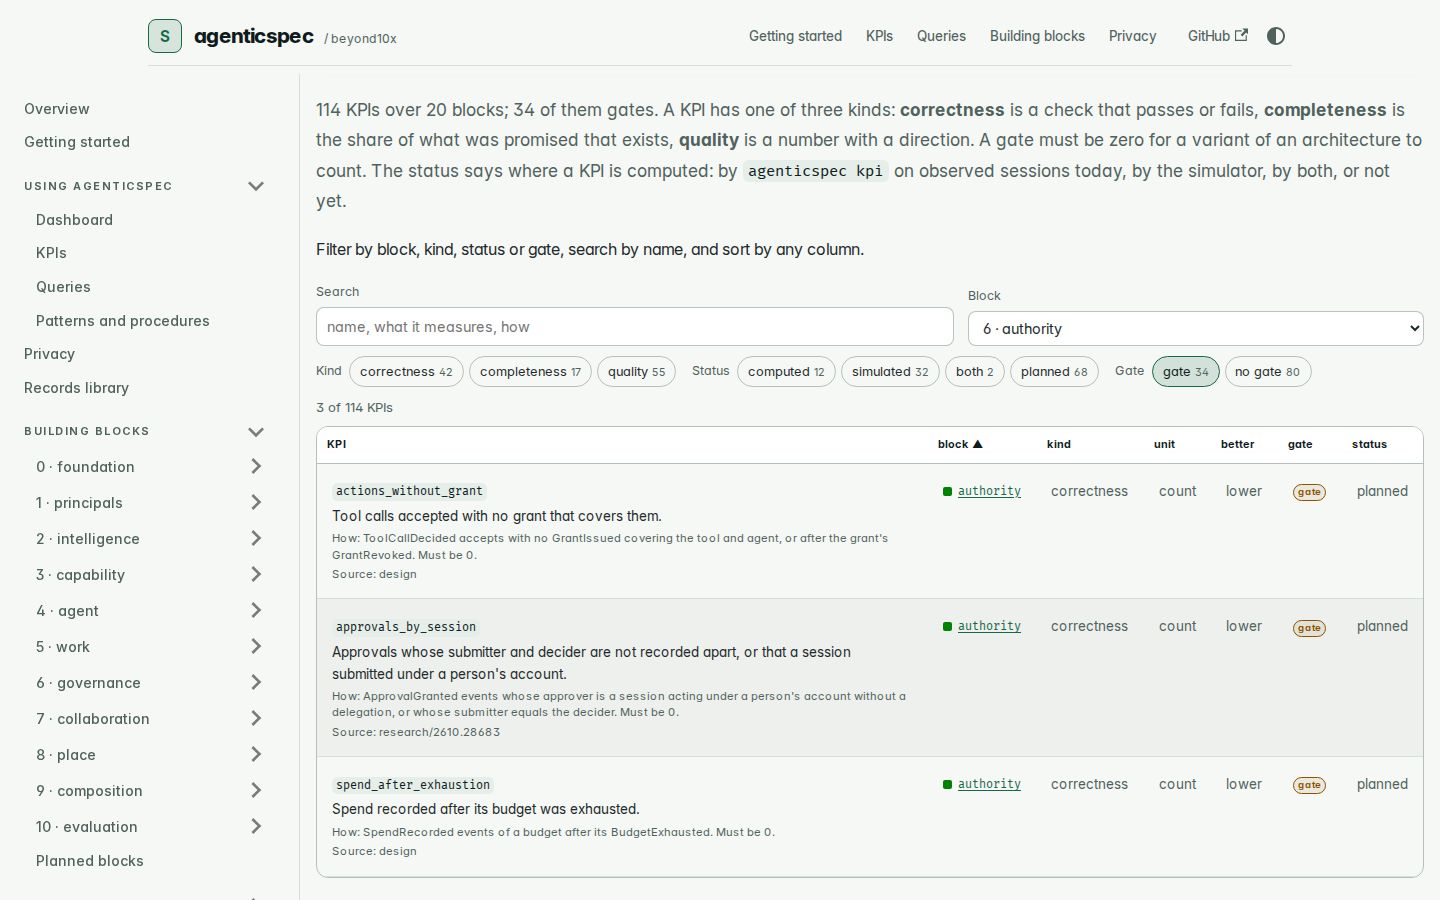 S agenticspec / beyond10x Getting started KPIs Queries Building blocks Privacy GitHub
Overview
Getting started
USING AGENTICSPEC
Dashboard
KPIs
Queries
Patterns and procedures
Privacy
Records library
BUILDING BLOCKS
0 · foundation
1 · principals
2 · intelligence
3 · capability
4 · agent
5 · work
6 · governance
7 · collaboration
8 · place
9 · composition
10 · evaluation
Planned blocks
114 KPIs over 20 blocks; 34 of them gates. A KPI has one of three kinds: correctness is a check that passes or fails, completeness is
the share of what was promised that exists, quality is a number with a direction. A gate must be zero for a variant of an architecture to
count. The status says where a KPI is computed: by agenticspec kpi on observed sessions today, by the simulator, by both, or not
yet.
Filter by block, kind, status or gate, search by name, and sort by any column.
Search
name, what it measures, how
Block
6 · authority
Kind correctness 42 completeness 17 quality 55 Status computed 12 simulated 32 both 2 planned 68 Gate gate 34 no gate 80
3 of 114 KPIs
KPI block ▲ kind unit better gate status
actions_without_grant authority correctness count lower gate planned
Tool calls accepted with no grant that covers them.
How: ToolCallDecided accepts with no GrantIssued covering the tool and agent, or after the grant's
GrantRevoked. Must be 0.
Source: design
approvals_by_session authority correctness count lower gate planned
Approvals whose submitter and decider are not recorded apart, or that a session
submitted under a person's account.
How: ApprovalGranted events whose approver is a session acting under a person's account without a
delegation, or whose submitter equals the decider. Must be 0.
Source: research/2610.28683
spend_after_exhaustion authority correctness count lower gate planned
Spend recorded after its budget was exhausted.
How: SpendRecorded events of a budget after its BudgetExhausted. Must be 0.
Source: design